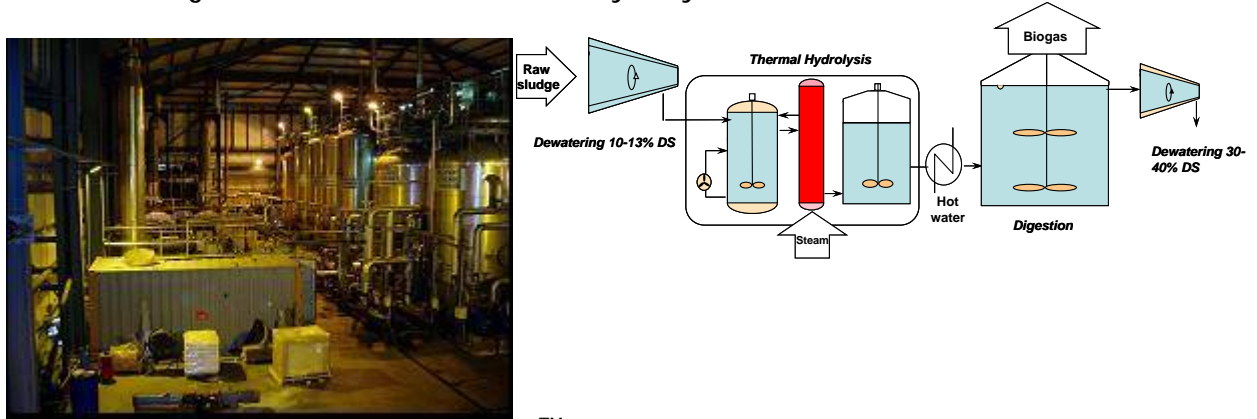 Biogas
Thermal Hydrolysis
Raw
sludge
Dewatering 10-13% DS
Dewatering 30-
40% DS
Hot
water
Steam
Digestion